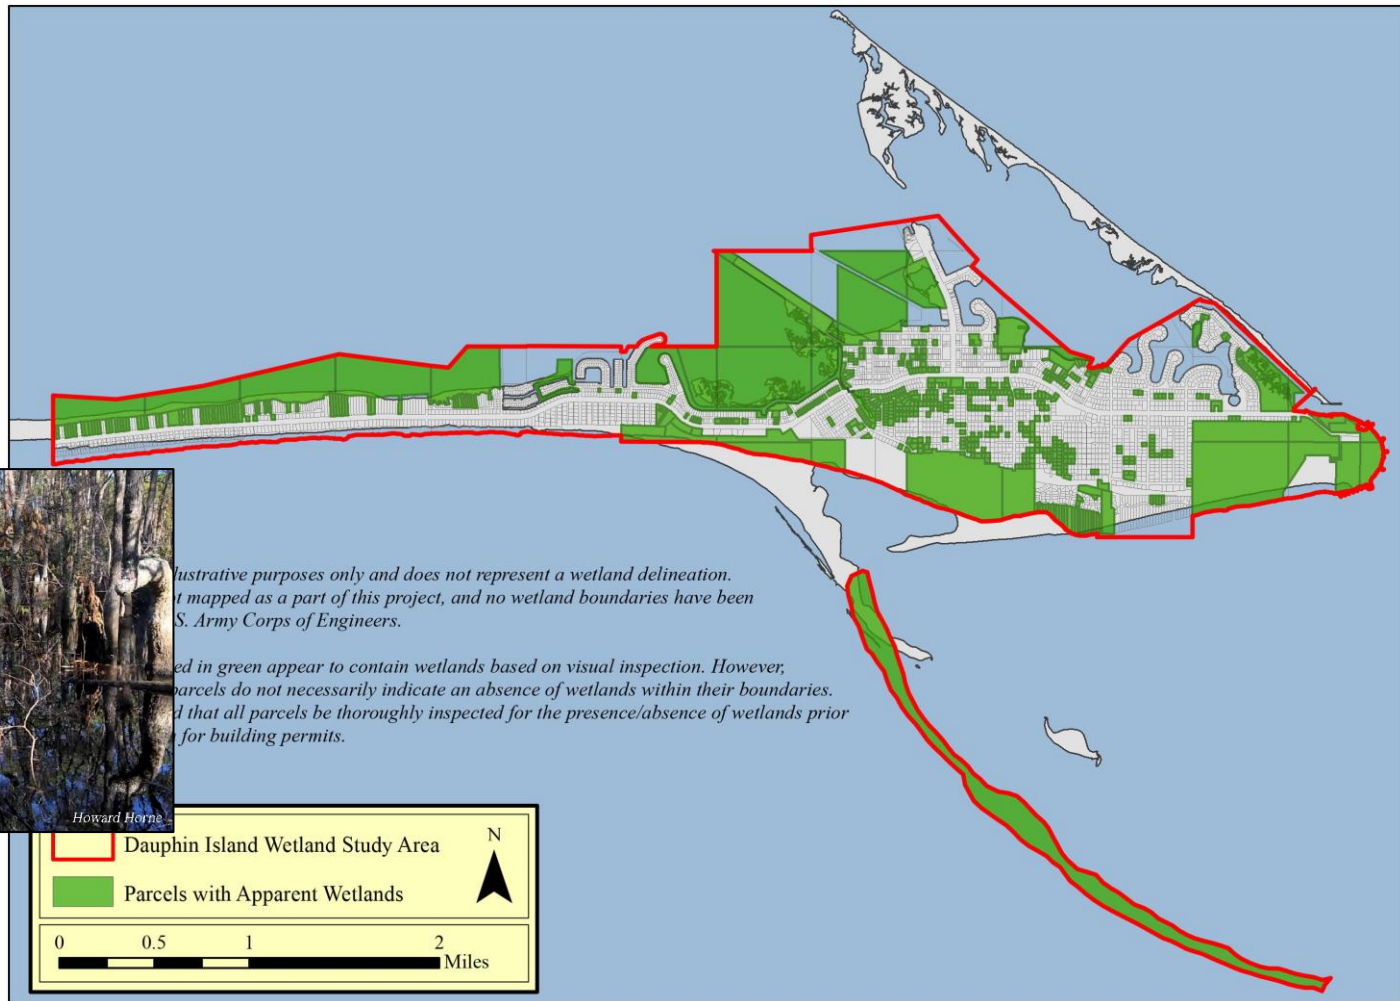 lustrative purposes only and does not represent a wetland delineation.
t mapped as a part of this project, and no wetland boundaries have been
S. Army Corps of Engineers.
ed in green appear to contain wetlands based on visual inspection. However,
parcels do not necessarily indicate an absence of wetlands within their boundaries.
d that all parcels be thoroughly inspected for the presence/absence of wetlands prior
for building permits.
Howard Horne
Dauphin Island Wetland Study Area
N
Parcels with Apparent Wetlands
0 0.5 1 2
Miles